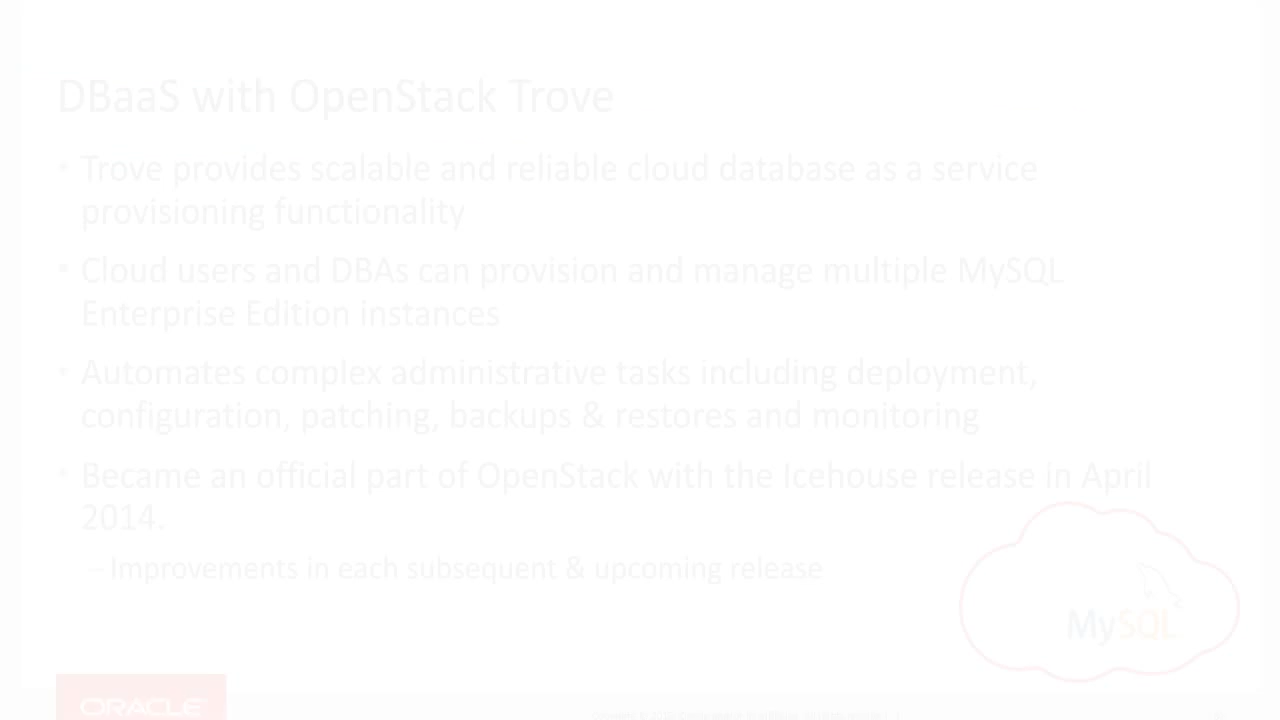 DBaaS with OpenStack Trove
• Trove provides scalable and reliable cloud database as a service
provisioning functionality
• Cloud users and DBAs can provision and manage multiple MySQL
Enterprise Edition instances
• Automates complex administrative tasks including deployment,
configuration, patching, backups & restores and monitoring
• Became an official part of OpenStack with the Icehouse release in April
2014.
– Improvements in each subsequent & upcoming release
MySQL
ORACLE